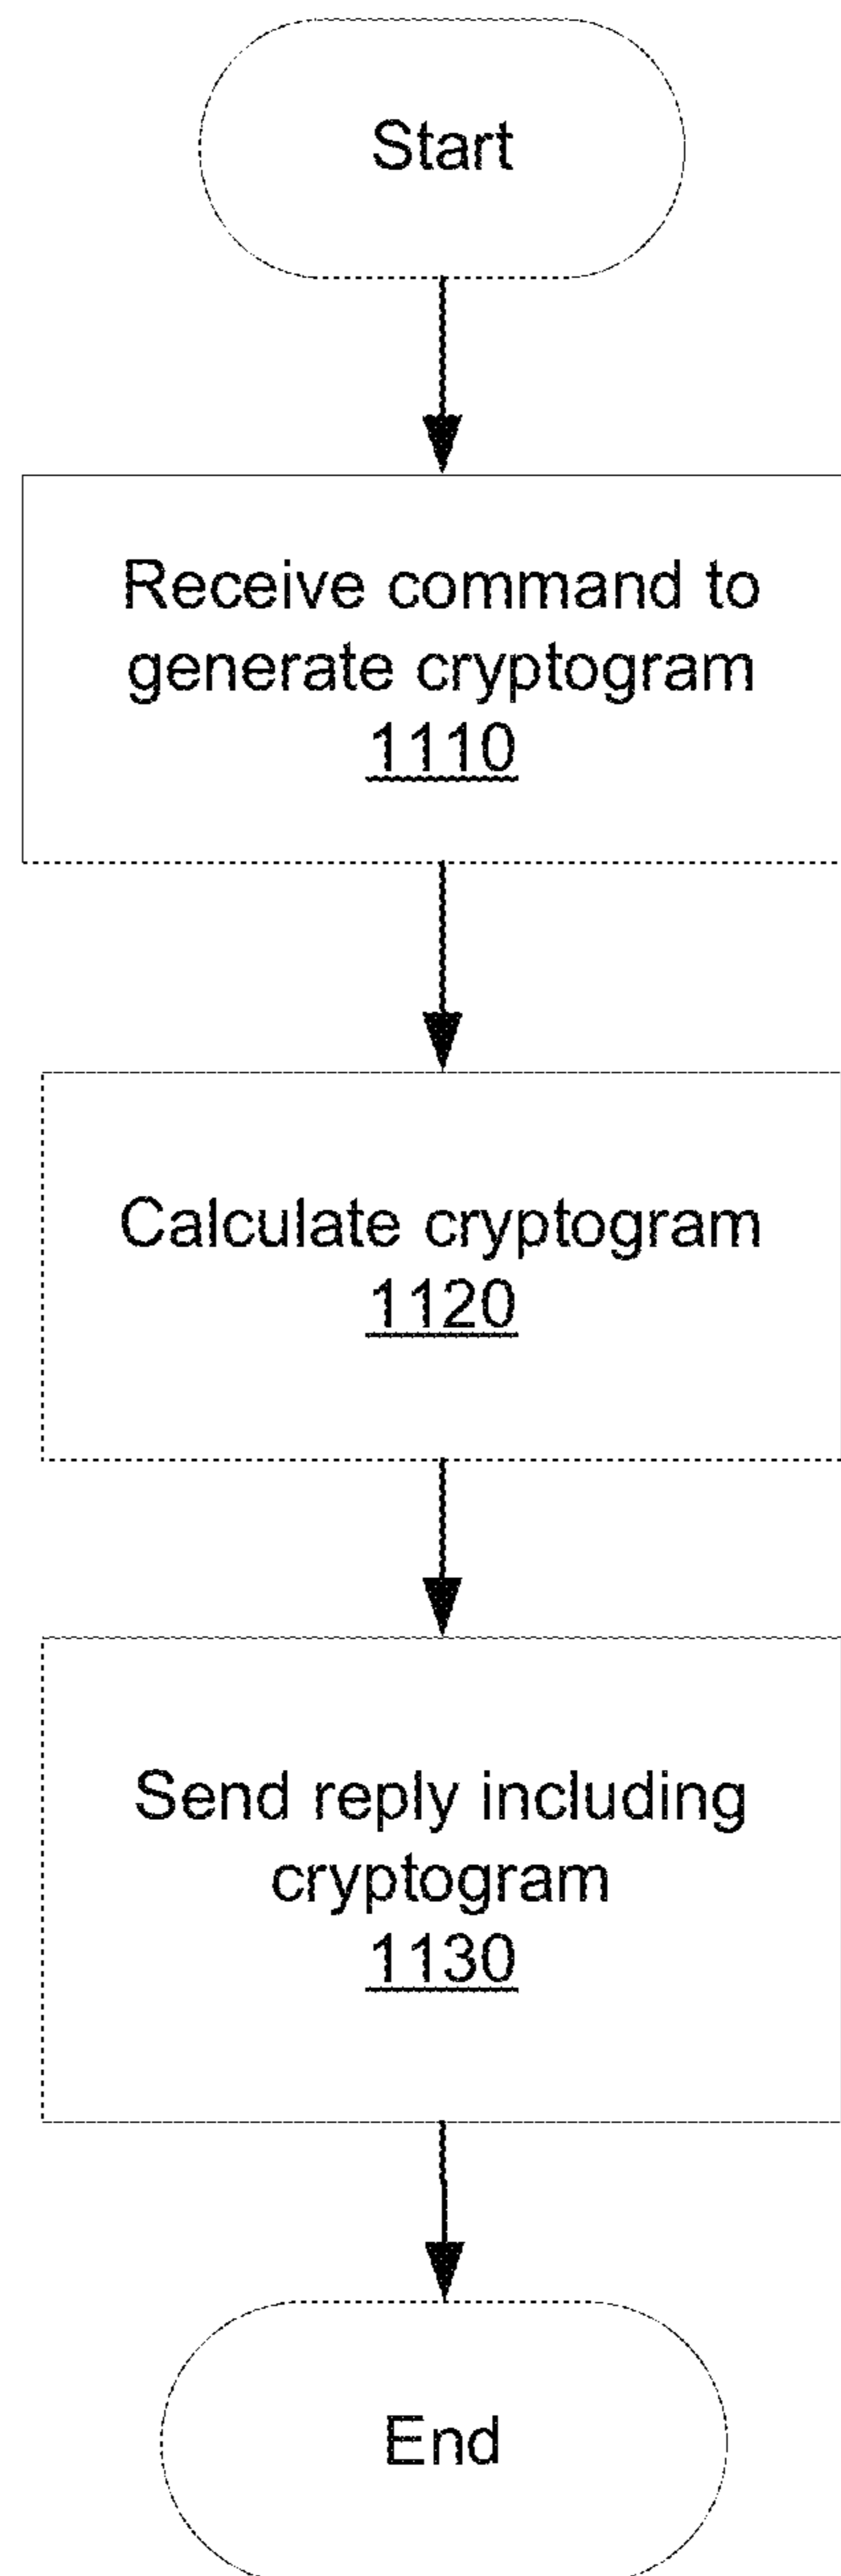 Start
Receive command to
generate cryptogram
1110
Calculate cryptogram
1120
Send reply including
cryptogram
1130
End